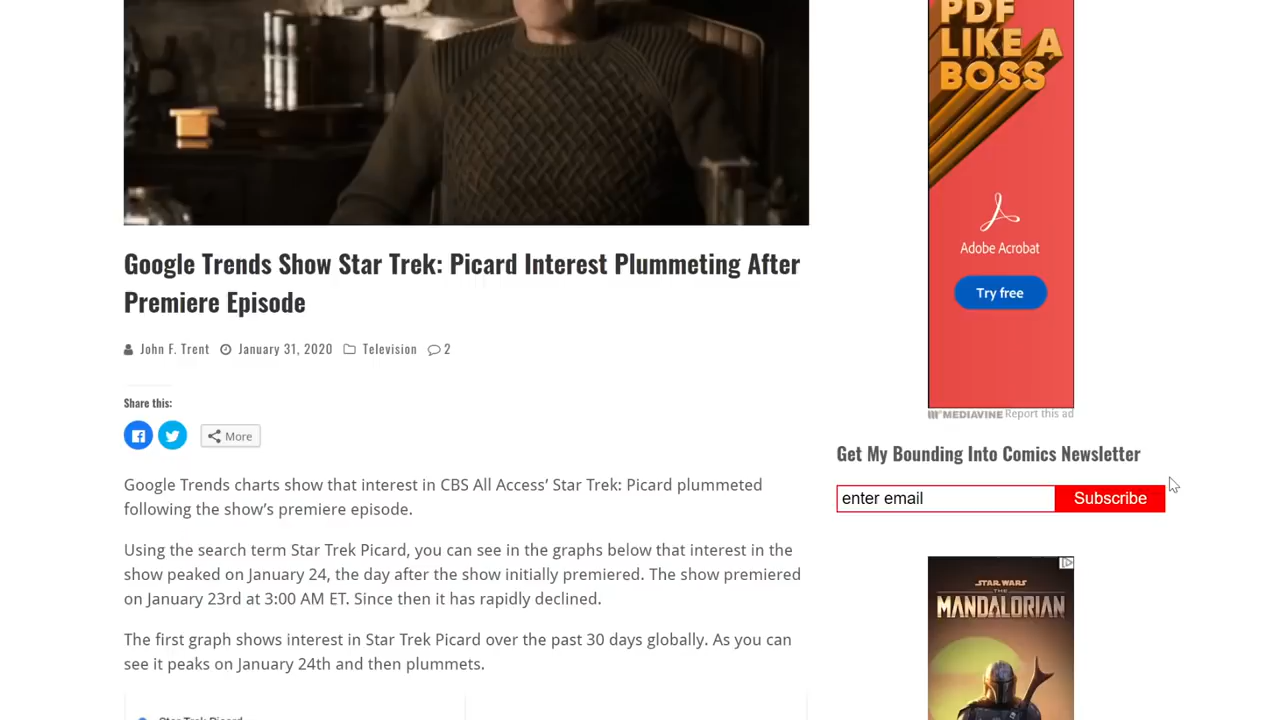 PDF
LIKE A
BOSS
Adobe Acrobat
Try free
MEDIAVINE Report this ad
Google Trends Show Star Trek: Picard Interest Plummeting After
Premiere Episode
John F. Trent January 31, 2020 Television 2
Share this:
More
Google Trends charts show that interest in CBS All Access’ Star Trek: Picard plummeted
following the show’s premiere episode.
Using the search term Star Trek Picard, you can see in the graphs below that interest in the
show peaked on January 24, the day after the show initially premiered. The show premiered
on January 23rd at 3:00 AM ET. Since then it has rapidly declined.
The first graph shows interest in Star Trek Picard over the past 30 days globally. As you can
see it peaks on January 24th and then plummets.
Star Trek Picard
Get My Bounding Into Comics Newsletter
enter email Subscribe
STAR WARS
THE
MANDALORIAN